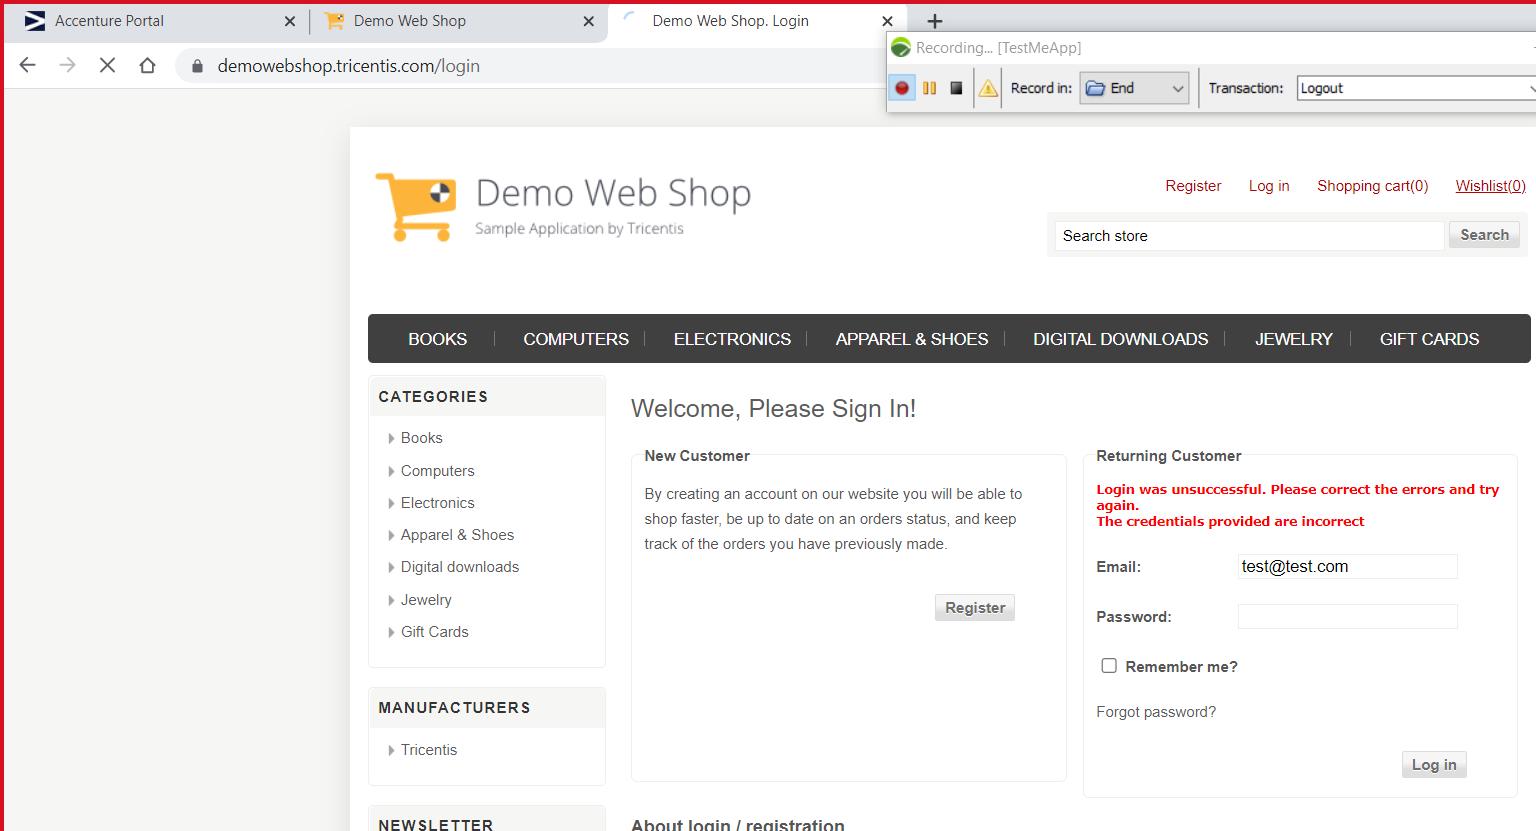 Accenture Portal
Demo Web Shop
Demo Web Shop. Login
demowebshop.tricentis.com/login
Recording... [TestMeApp]
Record in: End Transaction: Logout
Demo Web Shop
Sample Application by Tricentis
Register Log in Shopping cart(0) Wishlist(0)
Search store Search
BOOKS COMPUTERS ELECTRONICS APPAREL & SHOES DIGITAL DOWNLOADS JEWELRY GIFT CARDS
CATEGORIES
Books
Computers
Electronics
Apparel & Shoes
Digital downloads
Jewelry
Gift Cards
MANUFACTURERS
Tricentis
NEWSLETTER
Welcome, Please Sign In!
New Customer
By creating an account on our website you will be able to
shop faster, be up to date on an orders status, and keep
track of the orders you have previously made.
Register
Returning Customer
Login was unsuccessful. Please correct the errors and try
again.
The credentials provided are incorrect
Email: test@test.com
Password:
Remember me?
Forgot password?
Log in
About login / registration